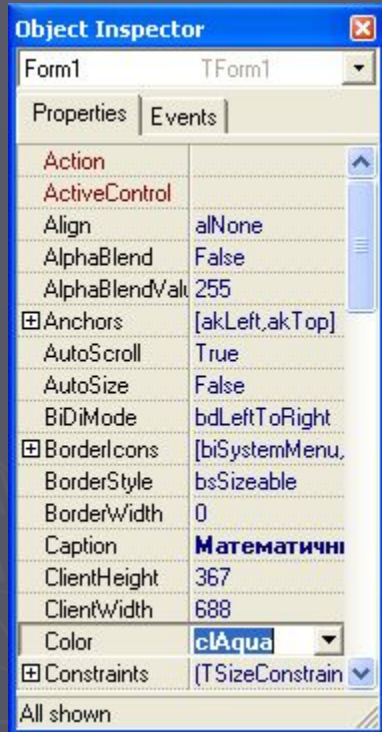 Object Inspector
Form1 TForm1
Properties Events
Action
ActiveControl
Align alNone
AlphaBlend False
AlphaBlendValu 255
Anchors [akLeft,akTop]
AutoScroll True
AutoSize False
BiDiMode bdLeftToRight
BorderIcons [biSystemMenu,
BorderStyle bsSizeable
BorderWidth 0
Caption Математичн
ClientHeight 367
ClientWidth 688
Color clAqua
Constraints (TSizeConstrain
All shown